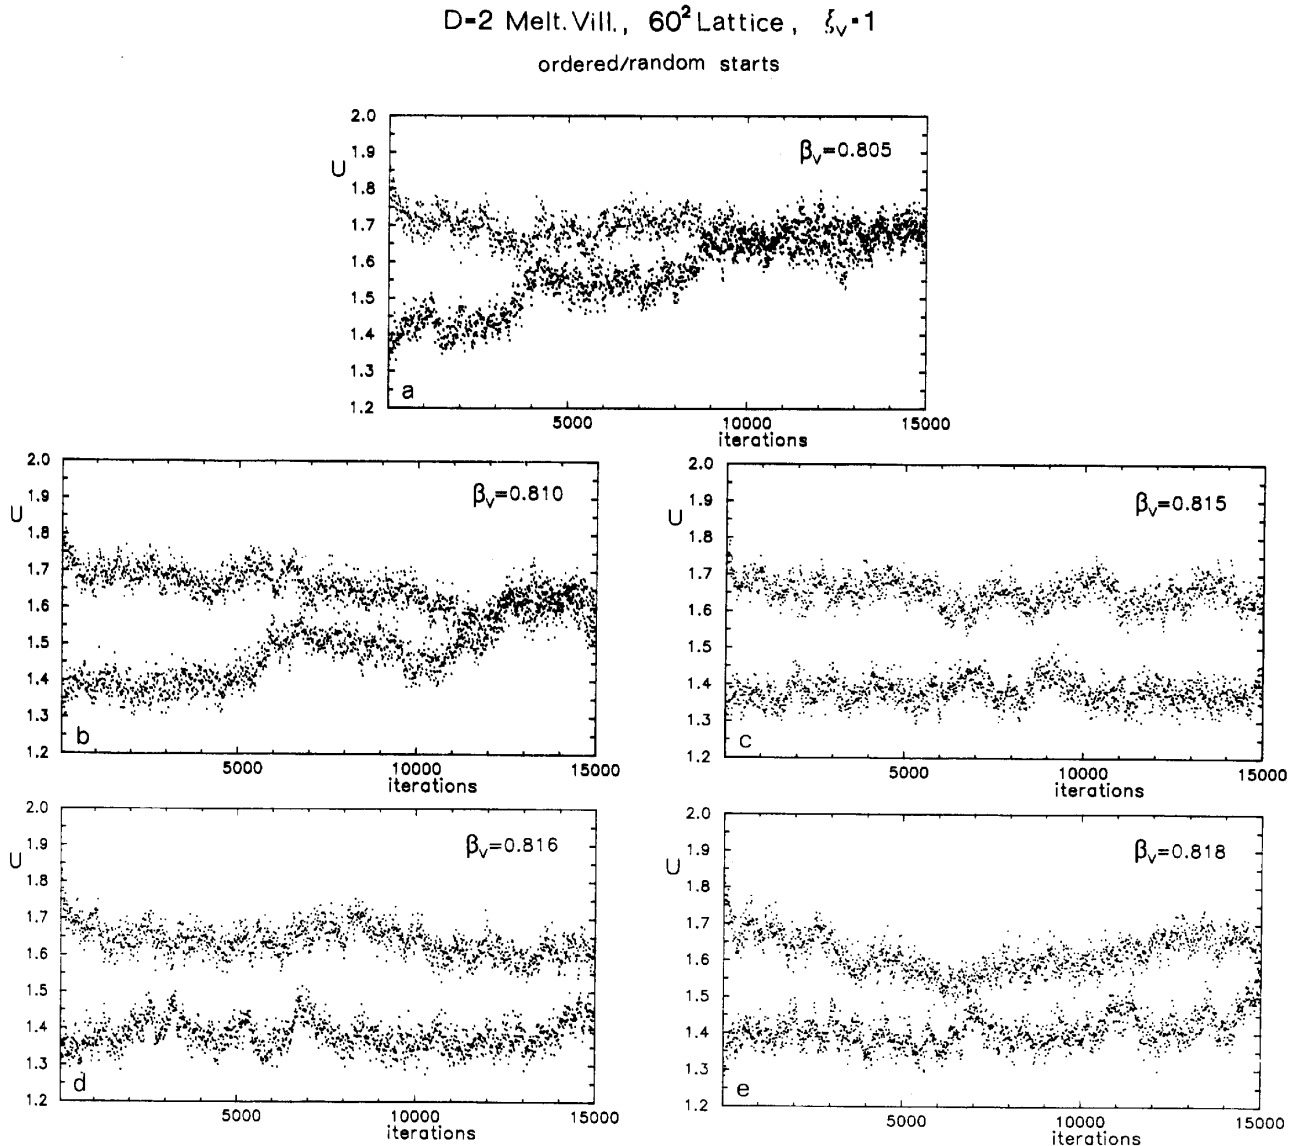 D=2 Melt. Vill., 60² Lattice, ξᵥ=1
ordered/random starts
2.0
1.9
1.8
U
1.7
1.6
1.5
1.4
1.3
1.2
βᵥ=0.805
a
5000 10000 15000
iterations
2.0
1.9
U
1.8
1.7
1.6
1.5
1.4
1.3
1.2
βᵥ=0.810
b
5000 10000 15000
iterations
2.0
1.9
U
1.8
1.7
1.6
1.5
1.4
1.3
1.2
βᵥ=0.815
c
5000 10000 15000
iterations
2.0
1.9
U
1.8
1.7
1.6
1.5
1.4
1.3
1.2
βᵥ=0.816
d
5000 10000 15000
iterations
2.0
1.9
U
1.8
1.7
1.6
1.5
1.4
1.3
1.2
βᵥ=0.818
e
5000 10000 15000
iterations